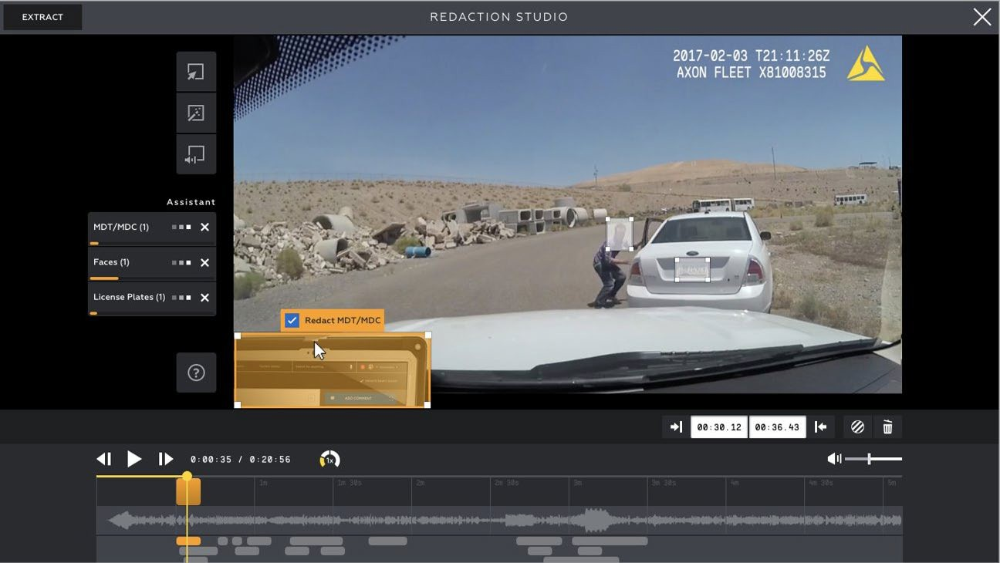 EXTRACT
REDACTION STUDIO
2017-02-03 T21:11:26Z
AXON FLEET X81008315
Assistant
MDT/MDC (1)
Faces (1)
License Plates (1)
Redact MDT/MDC
ADD COMMENT
?
00:30.12 00:36.43
0:00:35 / 0:20:56
1x
1m 1m 30s 2m 2m 30s 3m 3m 30s 4m 4m 30s 5m